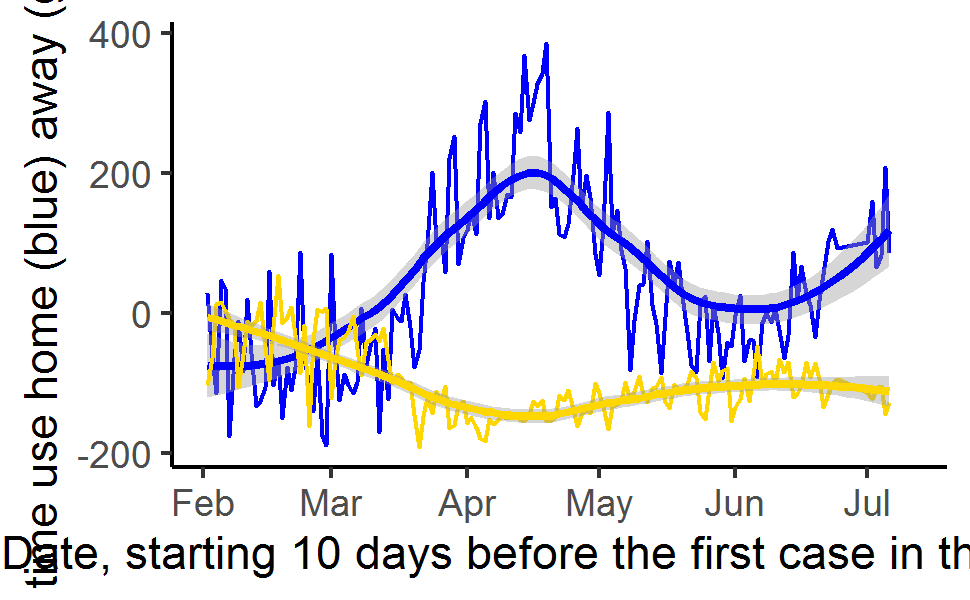 time use home (blue) away (
400
200
0
-200
Feb Mar Apr May Jun Jul
Date, starting 10 days before the first case in th